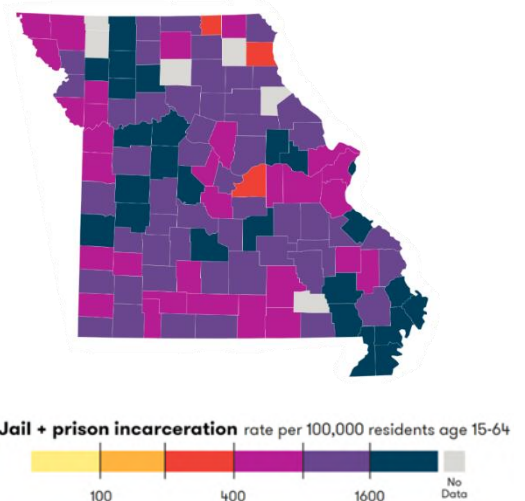 Jail + prison incarceration rate per 100,000 residents age 15-64
100 400 1600 No
Data